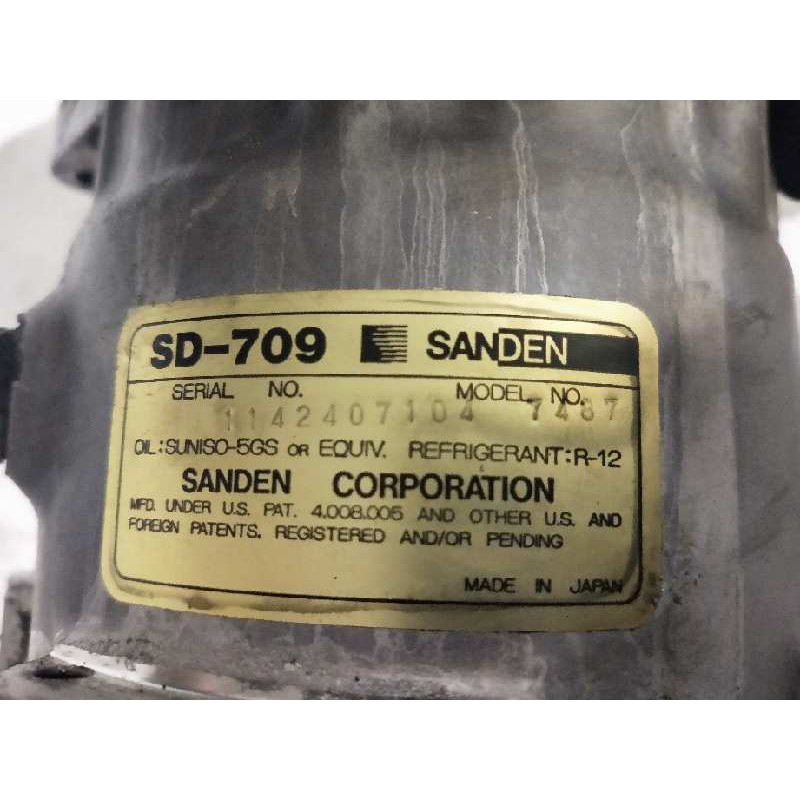 SD-709 SANDEN
SERIAL NO. MODEL NO.
1142407104 7487
OIL:SUNISO-5GS OR EQUIV. REFRIGERANT:R-12
SANDEN CORPORATION
MFD. UNDER U.S. PAT. 4.008.005 AND OTHER U.S. AND
FOREIGN PATENTS. REGISTERED AND/OR PENDING
MADE IN JAPAN